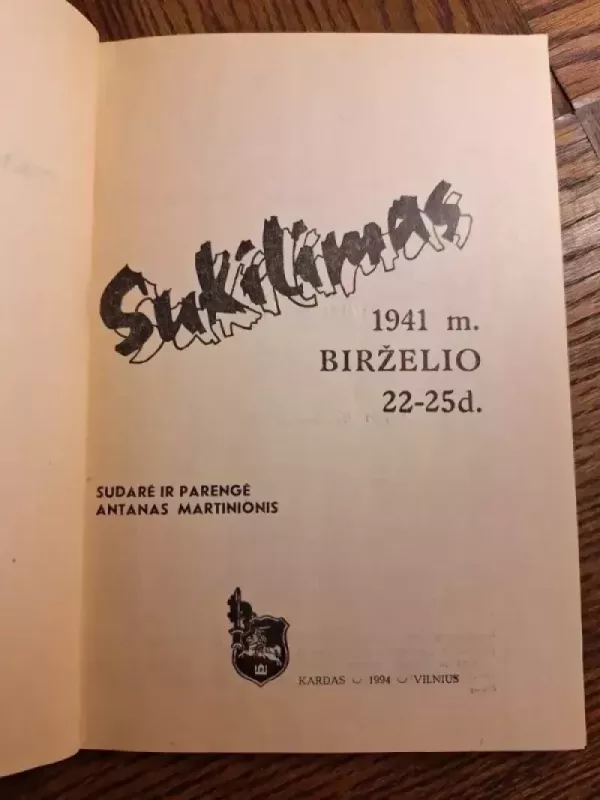 Sukilimas
1941 m.
BIRŽELIO
22-25d.
SUDARĖ IR PARENGĖ
ANTANAS MARTINIONIS
KARDAS 1994 VILNIUS